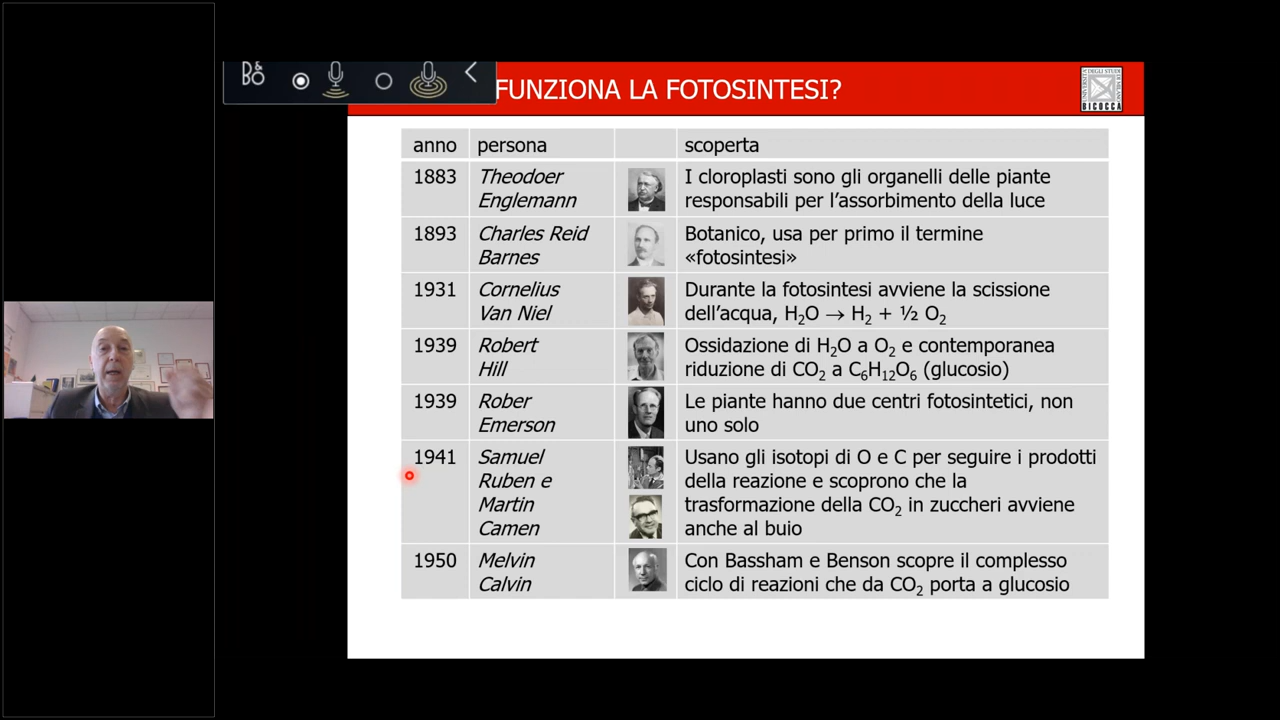 B&
BO
FUNZIONA LA FOTOSINTESI?
BICOCCA
anno persona scoperta
1883 Theodoer Englemann I cloroplasti sono gli organelli delle piante
responsabili per l'assorbimento della luce
1893 Charles Reid Barnes Botanico, usa per primo il termine
«fotosintesi»
1931 Cornelius Van Niel Durante la fotosintesi avviene la scissione
dell'acqua, H₂O → H₂ + ½ O₂
1939 Robert Hill Ossidazione di H₂O a O₂ e contemporanea
riduzione di CO₂ a C₆H₁₂O₆ (glucosio)
1939 Rober Emerson Le piante hanno due centri fotosintetici, non
uno solo
1941 Samuel Ruben e Martin Camen Usano gli isotopi di O e C per seguire i prodotti
della reazione e scoprono che la
trasformazione della CO₂ in zuccheri avviene
anche al buio
1950 Melvin Calvin Con Bassham e Benson scopre il complesso
ciclo di reazioni che da CO₂ porta a glucosio